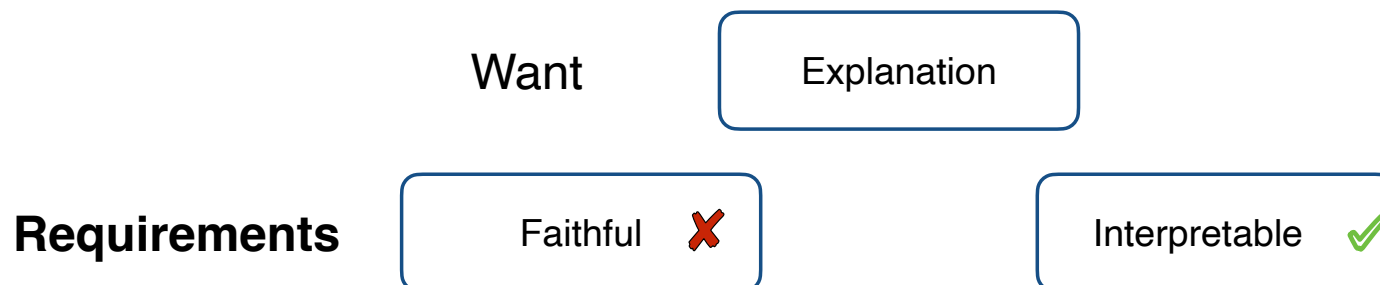 Want Explanation
Requirements Faithful ✘ Interpretable ✔